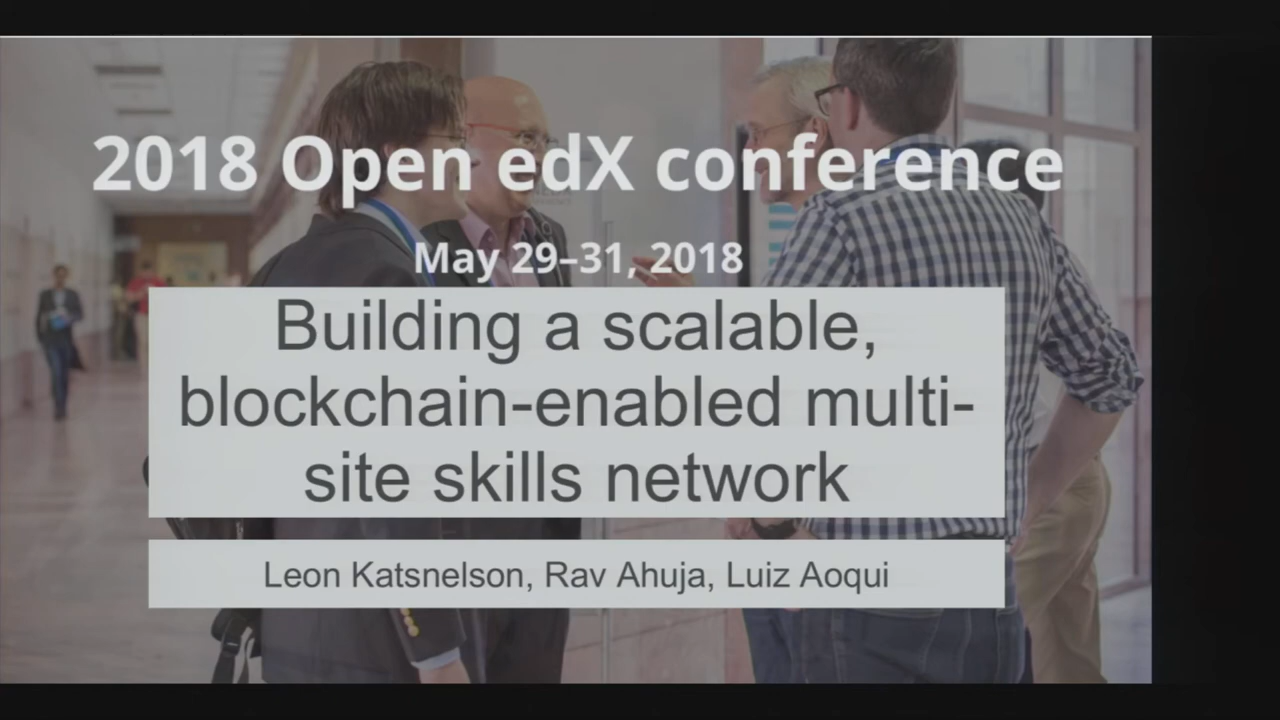 2018 Open edX conference
May 29–31, 2018
Building a scalable,
blockchain-enabled multi-
site skills network
Leon Katsnelson, Rav Ahuja, Luiz Aoqui